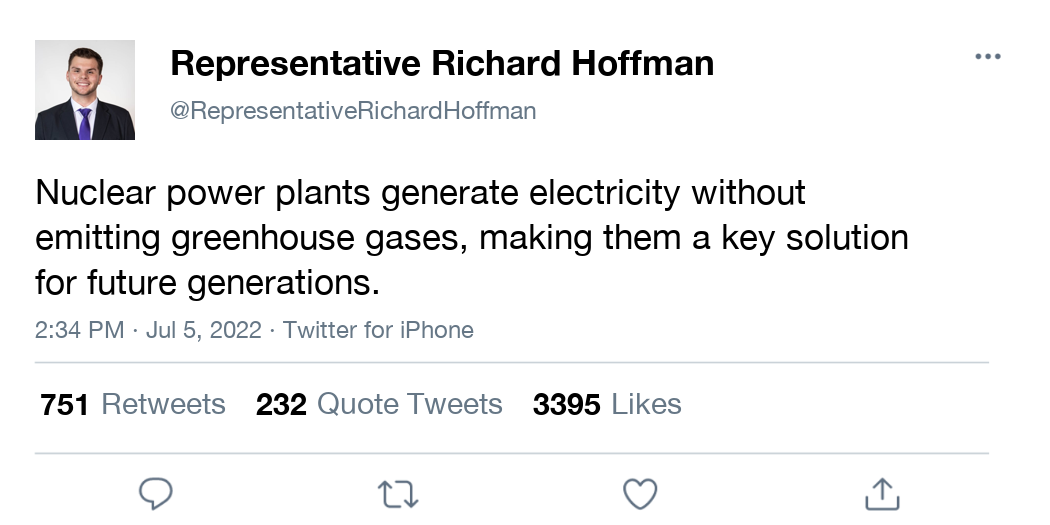 Representative Richard Hoffman
@RepresentativeRichardHoffman
Nuclear power plants generate electricity without
emitting greenhouse gases, making them a key solution
for future generations.
2:34 PM · Jul 5, 2022 · Twitter for iPhone
751 Retweets 232 Quote Tweets 3395 Likes